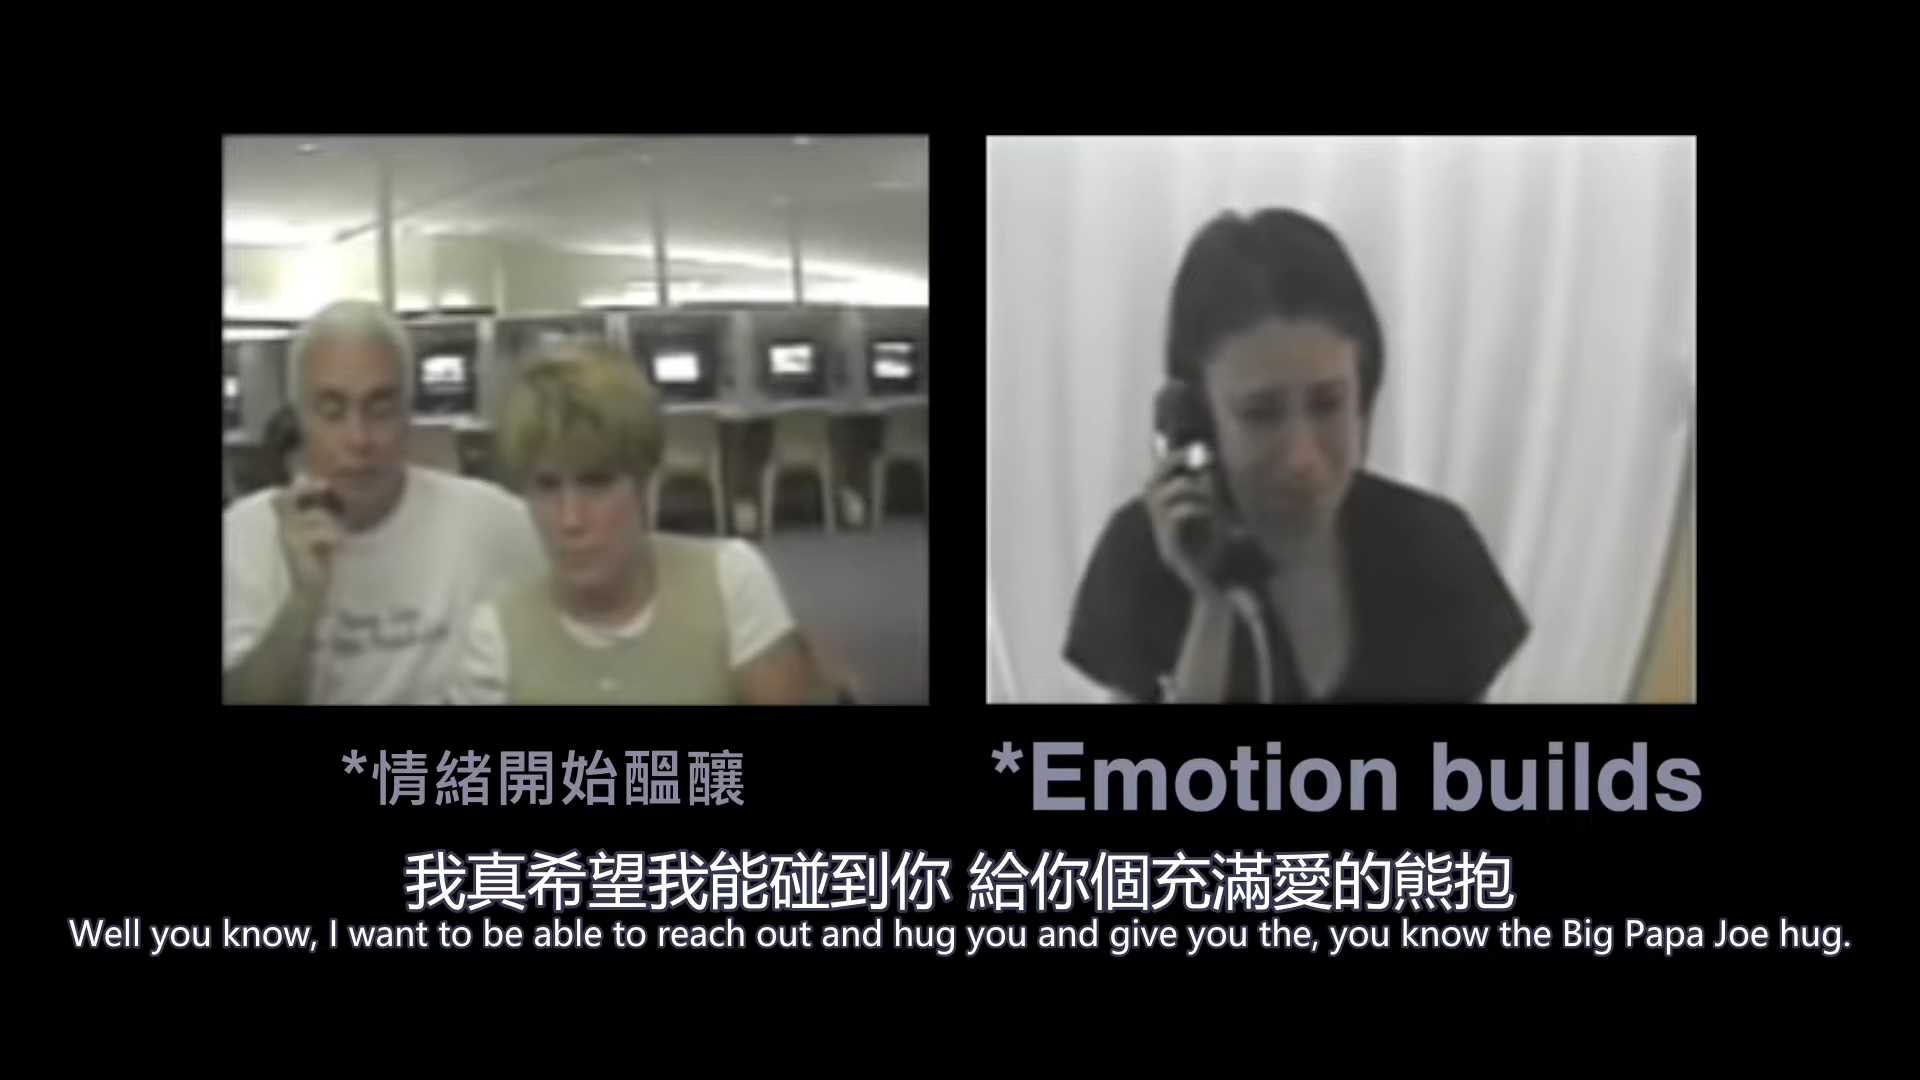 *情緒開始醞釀
*Emotion builds
我真希望我能碰到你 給你個充滿愛的熊抱
Well you know, I want to be able to reach out and hug you and give you the, you know the Big Papa Joe hug.